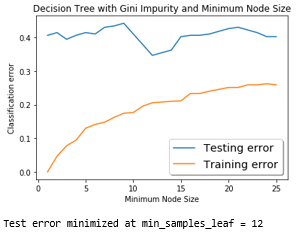 Decision Tree with Gini Impurity and Minimum Node Size
Classification error
0.4
0.3
0.2
0.1
0.0
Testing error
Training error
0 5 10 15 20 25
Minimum Node Size
Test error minimized at min_samples_leaf = 12